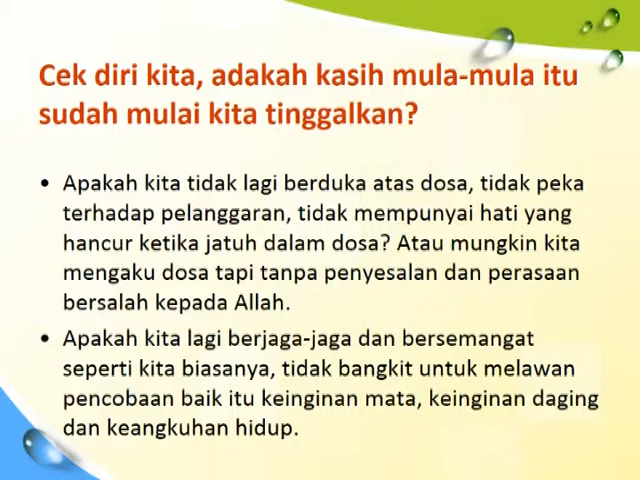 Cek diri kita, adakah kasih mula-mula itu
sudah mulai kita tinggalkan?
• Apakah kita tidak lagi berduka atas dosa, tidak peka
terhadap pelanggaran, tidak mempunyai hati yang
hancur ketika jatuh dalam dosa? Atau mungkin kita
mengaku dosa tapi tanpa penyesalan dan perasaan
bersalah kepada Allah.
• Apakah kita lagi berjaga-jaga dan bersemangat
seperti kita biasanya, tidak bangkit untuk melawan
pencobaan baik itu keinginan mata, keinginan daging
dan keangkuhan hidup.